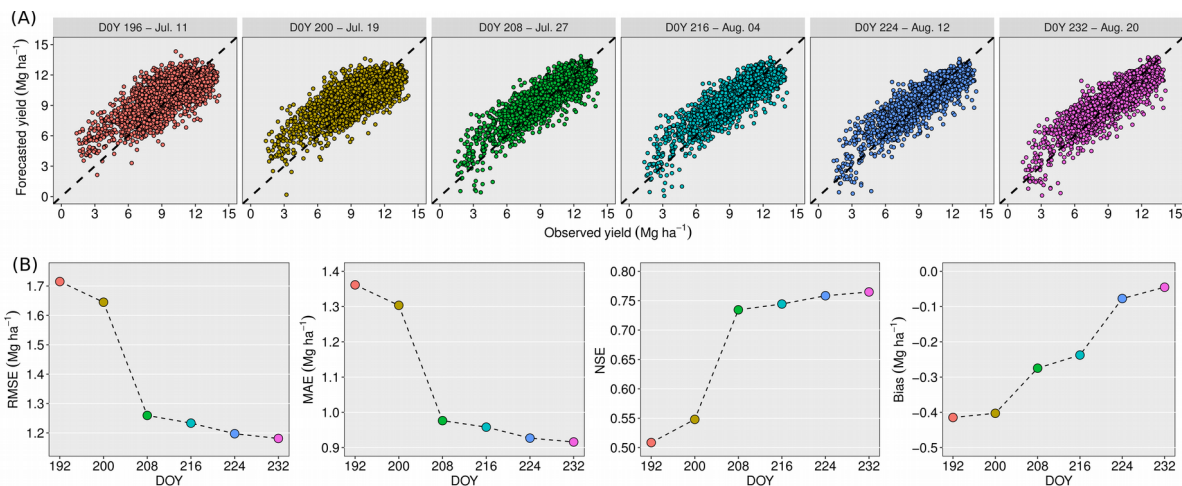 (A)
D0Y 196 − Jul. 11
D0Y 200 − Jul. 19
D0Y 208 − Jul. 27
D0Y 216 − Aug. 04
D0Y 224 − Aug. 12
D0Y 232 − Aug. 20
Forecasted yield (Mg ha⁻¹)
15
12
9
6
3
0
0 3 6 9 12 15
0 3 6 9 12 15
0 3 6 9 12 15
0 3 6 9 12 15
0 3 6 9 12 15
0 3 6 9 12 15
Observed yield (Mg ha⁻¹)
(B)
RMSE (Mg ha⁻¹)
1.7
1.6
1.5
1.4
1.3
1.2
192 200 208 216 224 232
DOY
MAE (Mg ha⁻¹)
1.4
1.3
1.2
1.1
1.0
0.9
192 200 208 216 224 232
DOY
NSE
0.80
0.75
0.70
0.65
0.60
0.55
0.50
192 200 208 216 224 232
DOY
Bias (Mg ha⁻¹)
0.0
−0.1
−0.2
−0.3
−0.4
−0.5
192 200 208 216 224 232
DOY